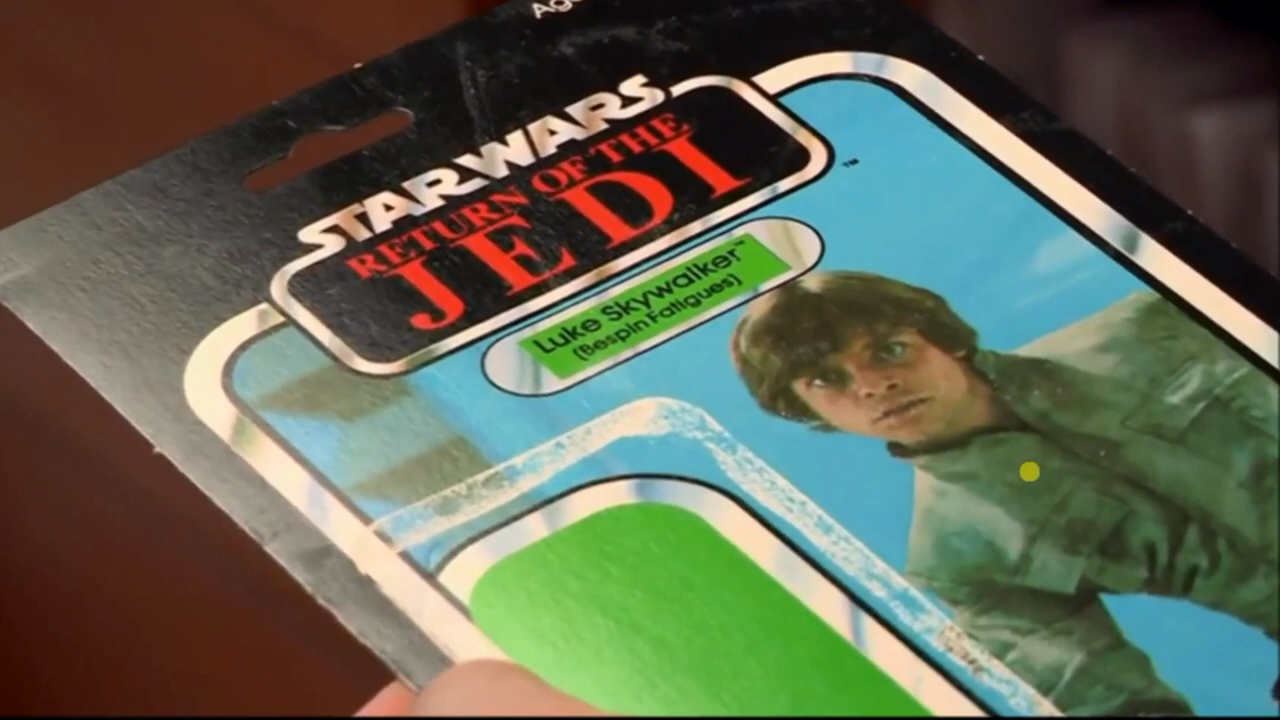 STAR WARS
RETURN OF THE
JEDI
TM
Luke Skywalker™
(Bespin Fatigues)